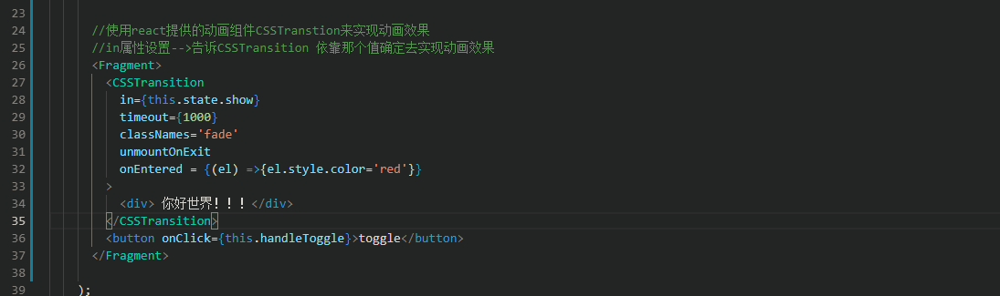 23
24 //使用react提供的动画组件CSSTranstion来实现动画效果
25 //in属性设置-->告诉CSSTransition 依靠那个值确定去实现动画效果
26 <Fragment>
27 <CSSTransition
28 in={this.state.show}
29 timeout={1000}
30 classNames='fade'
31 unmountOnExit
32 onEntered = {(el) =>{el.style.color='red'}}
33 >
34 <div> 你好世界！！！</div>
35 </CSSTransition>
36 <button onClick={this.handleToggle}>toggle</button>
37 </Fragment>
38
39 );